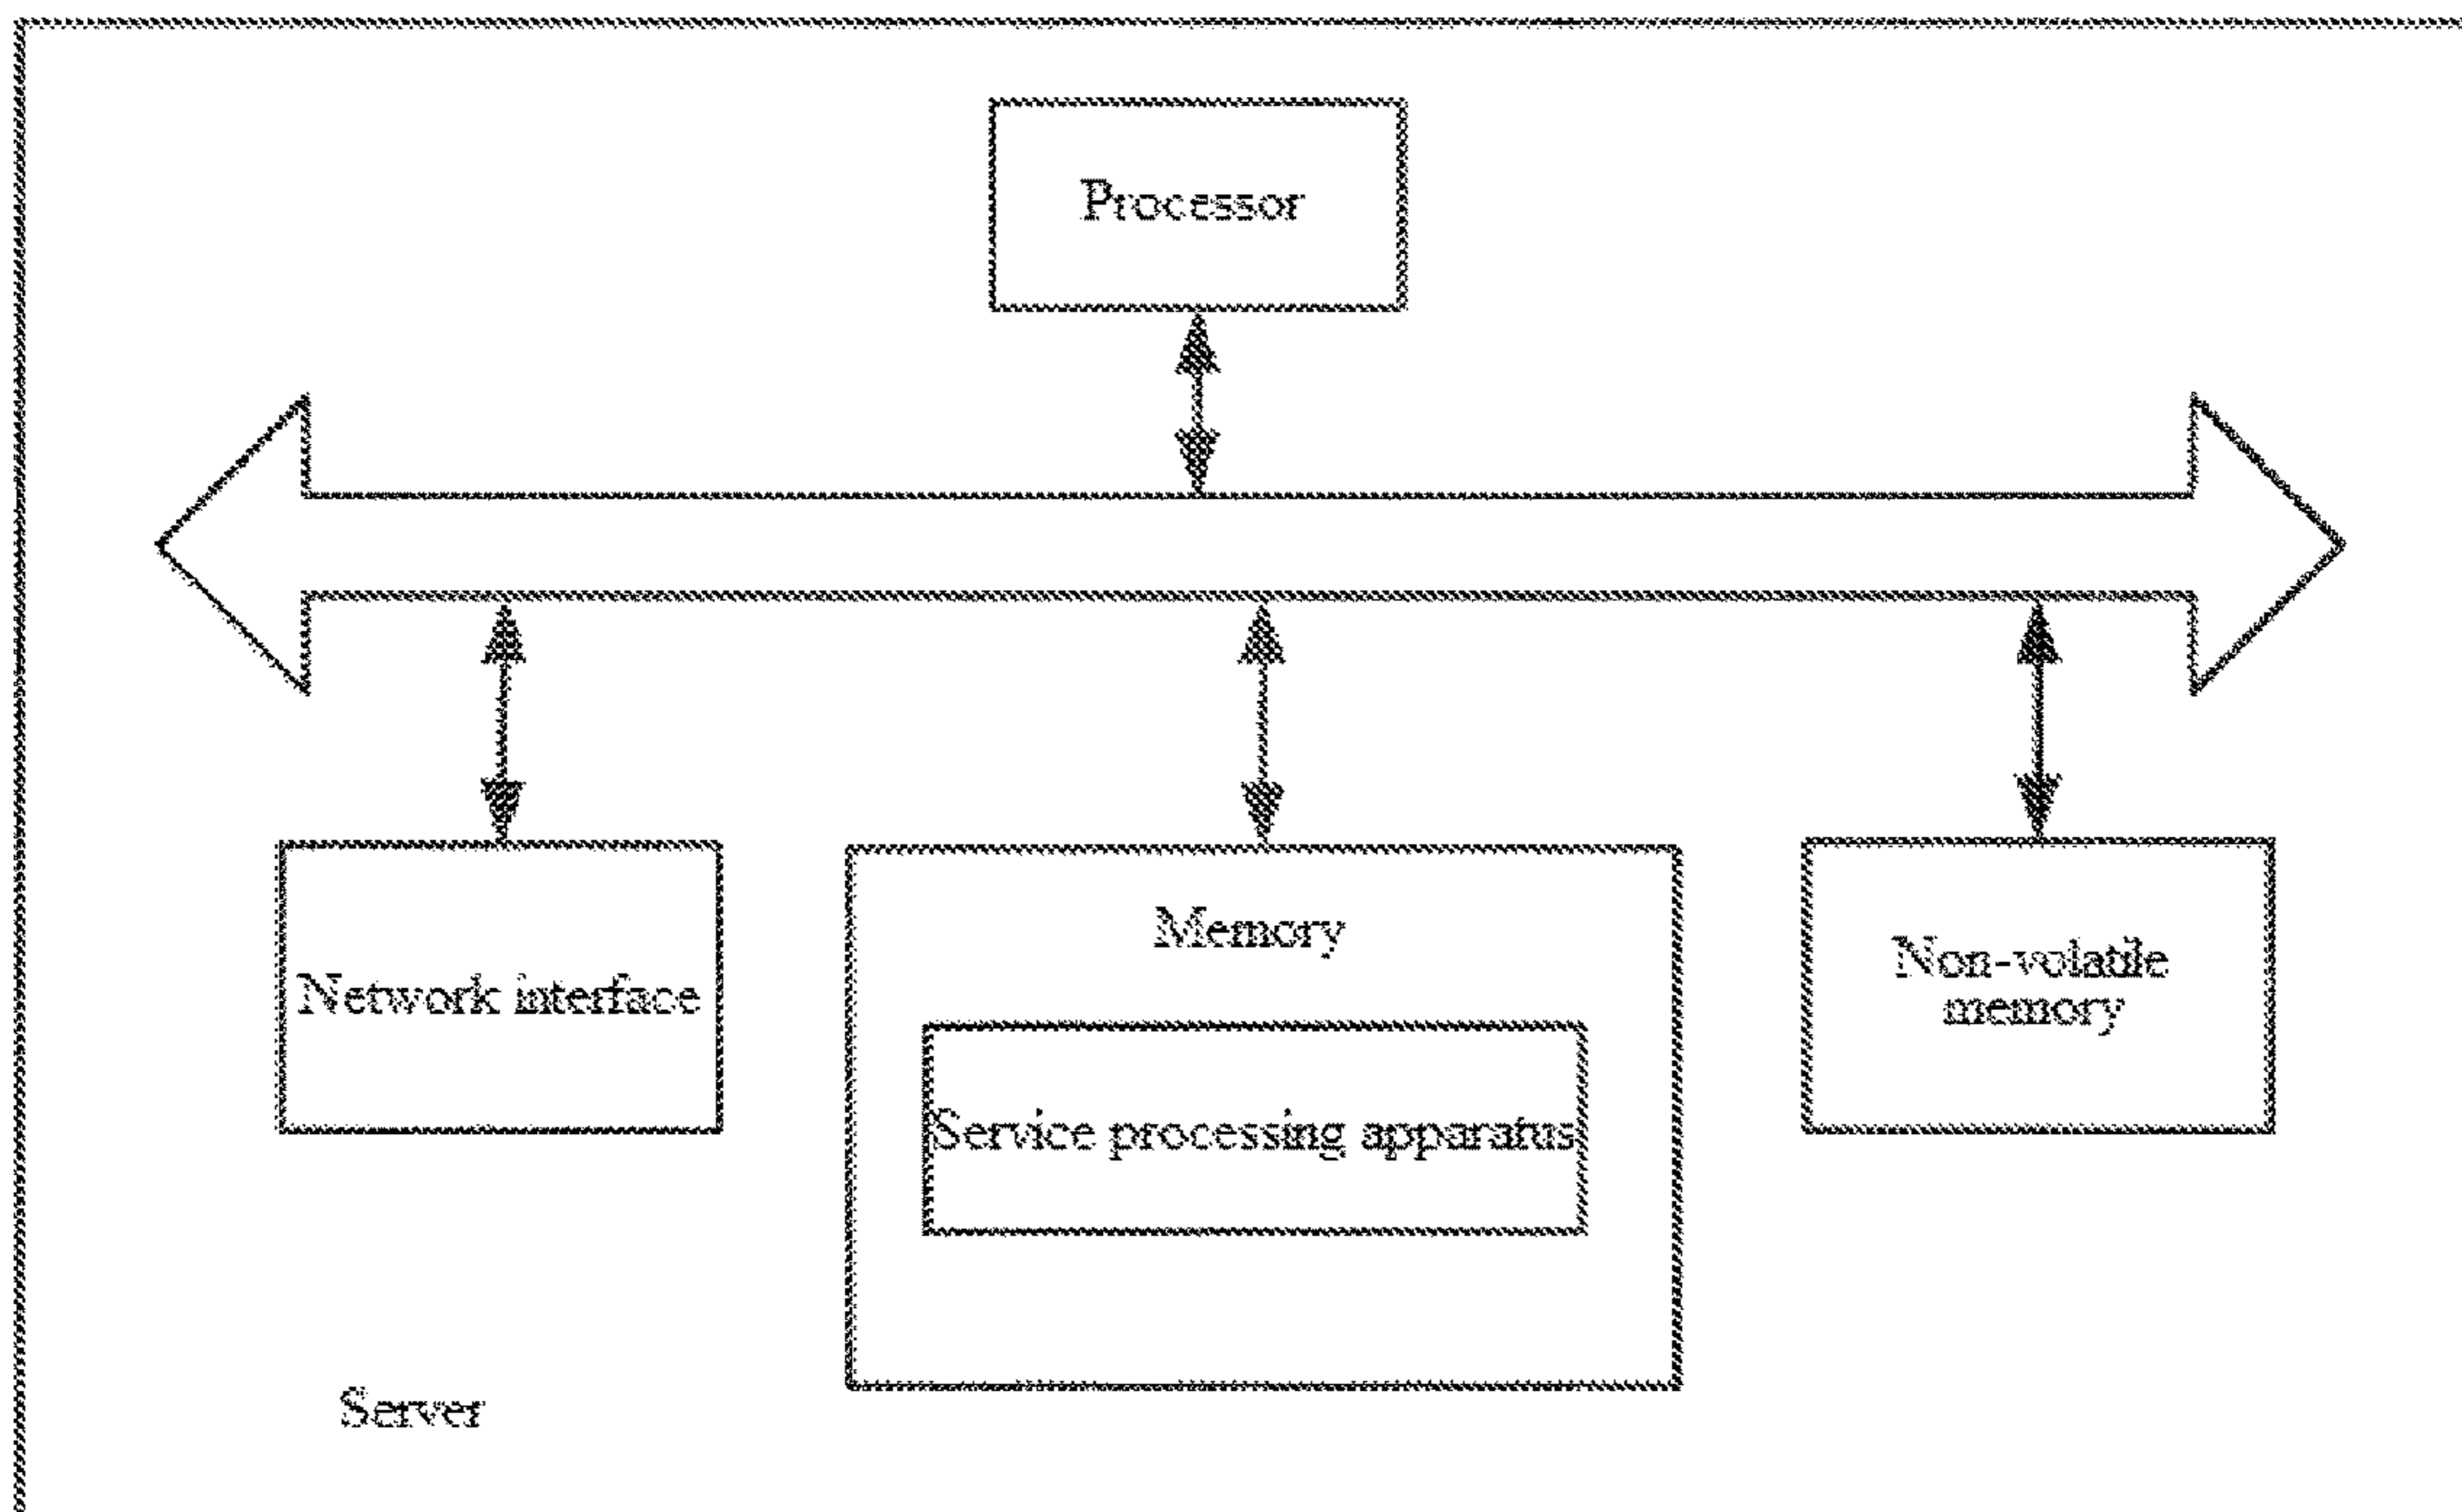 Processor
Network interface
Memory
Service processing apparatus
Non-volatile
memory
Server